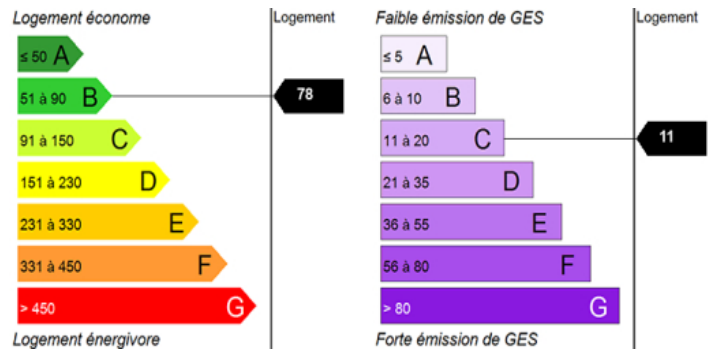 Logement économe
Logement
≤ 50 A
51 à 90 B
78
91 à 150 C
151 à 230 D
231 à 330 E
331 à 450 F
> 450 G
Logement énergivore
Faible émission de GES
Logement
≤ 5 A
6 à 10 B
11 à 20 C
11
21 à 35 D
36 à 55 E
56 à 80 F
> 80 G
Forte émission de GES